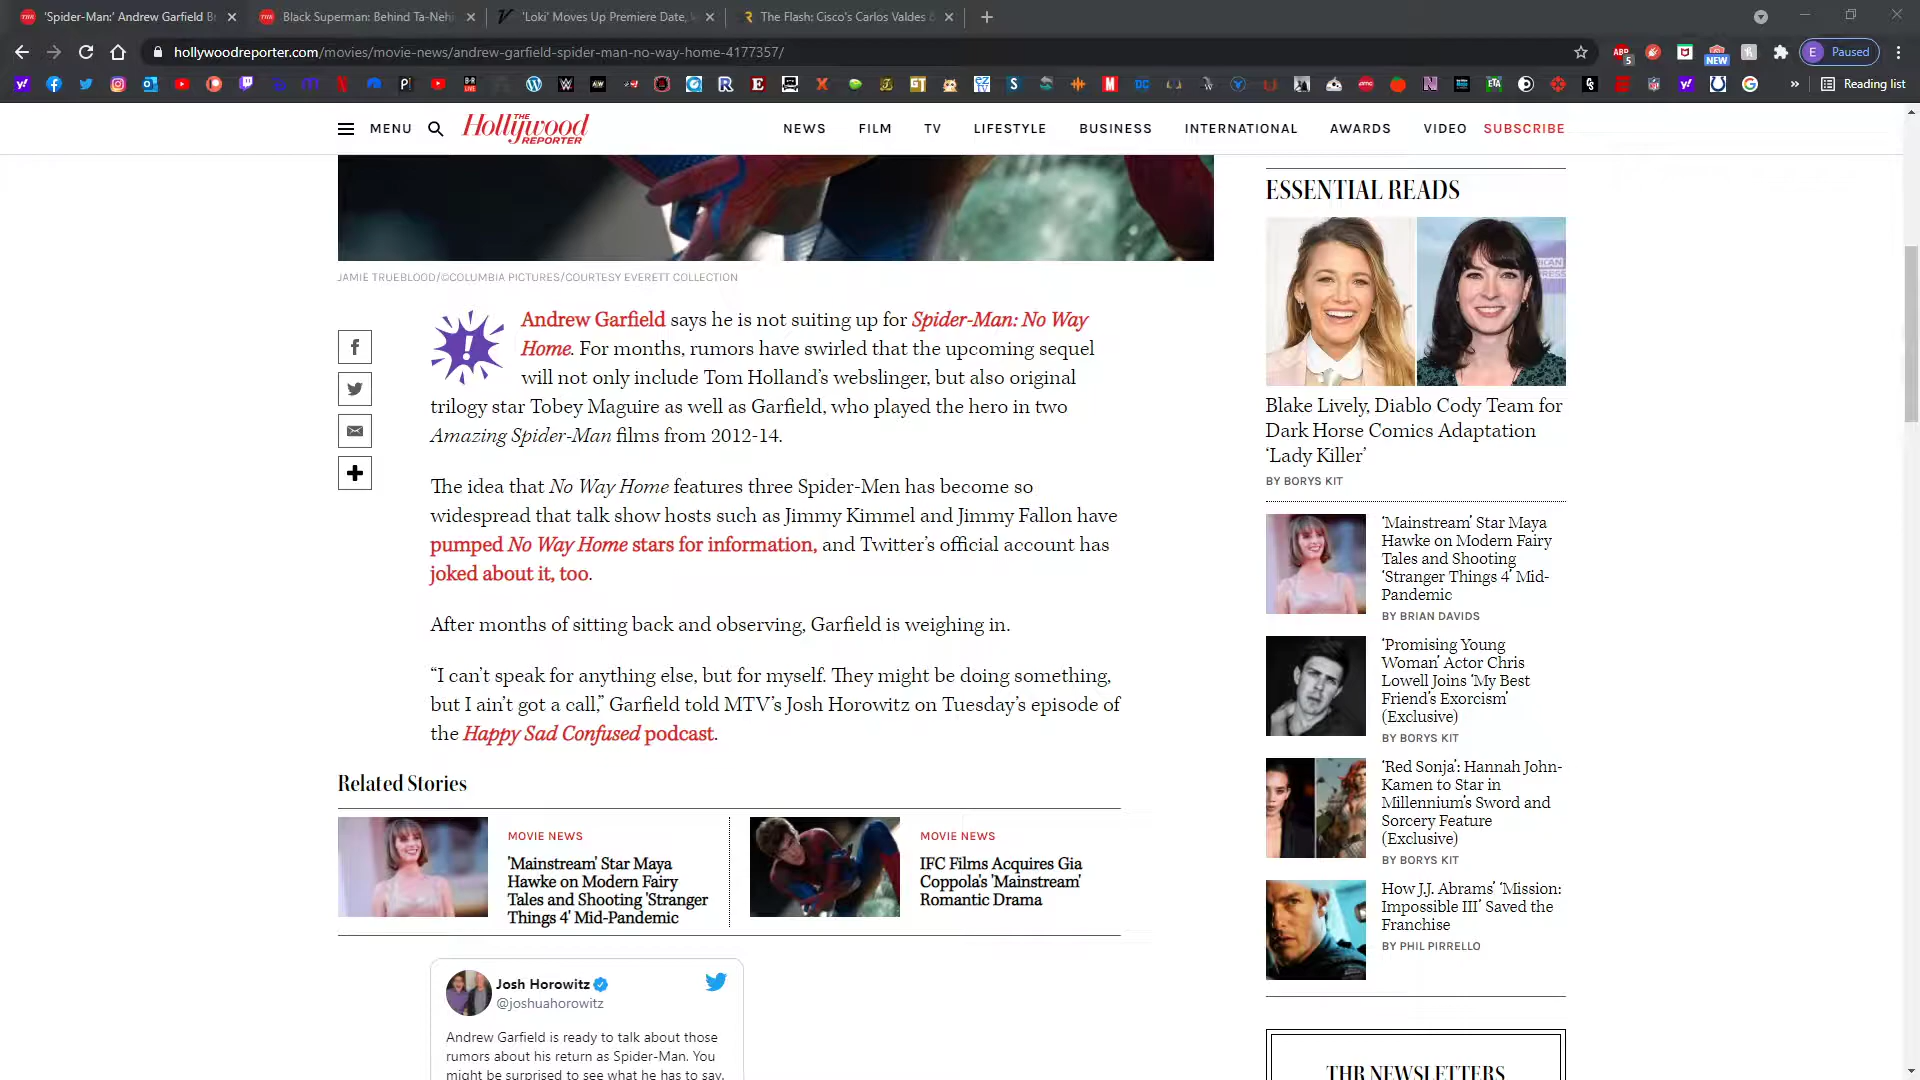 'Spider-Man:' Andrew Garfield B
Black Superman: Behind Ta-Nehi
'Loki' Moves Up Premiere Date,
The Flash: Cisco's Carlos Valdes
hollywoodreporter.com/movies/movie-news/andrew-garfield-spider-man-no-way-home-4177357/
Paused
Reading list
MENU
THE Hollywood REPORTER
NEWS FILM TV LIFESTYLE BUSINESS INTERNATIONAL AWARDS VIDEO SUBSCRIBE
JAMIE TRUEBLOOD/©COLUMBIA PICTURES/COURTESY EVERETT COLLECTION
Andrew Garfield says he is not suiting up for Spider-Man: No Way
Home. For months, rumors have swirled that the upcoming sequel
will not only include Tom Holland's webslinger, but also original
trilogy star Tobey Maguire as well as Garfield, who played the hero in two
Amazing Spider-Man films from 2012-14.
The idea that No Way Home features three Spider-Men has become so
widespread that talk show hosts such as Jimmy Kimmel and Jimmy Fallon have
pumped No Way Home stars for information, and Twitter's official account has
joked about it, too.
After months of sitting back and observing, Garfield is weighing in.
“I can't speak for anything else, but for myself. They might be doing something,
but I ain't got a call,” Garfield told MTV's Josh Horowitz on Tuesday's episode of
the Happy Sad Confused podcast.
Related Stories
MOVIE NEWS
'Mainstream' Star Maya
Hawke on Modern Fairy
Tales and Shooting 'Stranger
Things 4' Mid-Pandemic
MOVIE NEWS
IFC Films Acquires Gia
Coppola's 'Mainstream'
Romantic Drama
Josh Horowitz
@joshuahorowitz
Andrew Garfield is ready to talk about those
rumors about his return as Spider-Man. You
might be surprised to see what he has to say.
ESSENTIAL READS
Blake Lively, Diablo Cody Team for
Dark Horse Comics Adaptation
‘Lady Killer’
BY BORYS KIT
‘Mainstream’ Star Maya
Hawke on Modern Fairy
Tales and Shooting
‘Stranger Things 4’ Mid-
Pandemic
BY BRIAN DAVIDS
‘Promising Young
Woman’ Actor Chris
Lowell Joins ‘My Best
Friend's Exorcism’
(Exclusive)
BY BORYS KIT
‘Red Sonja’: Hannah John-
Kamen to Star in
Millennium's Sword and
Sorcery Feature
(Exclusive)
BY BORYS KIT
How J.J. Abrams’ ‘Mission:
Impossible III’ Saved the
Franchise
BY PHIL PIRRELLO
THR NEWSLETTERS